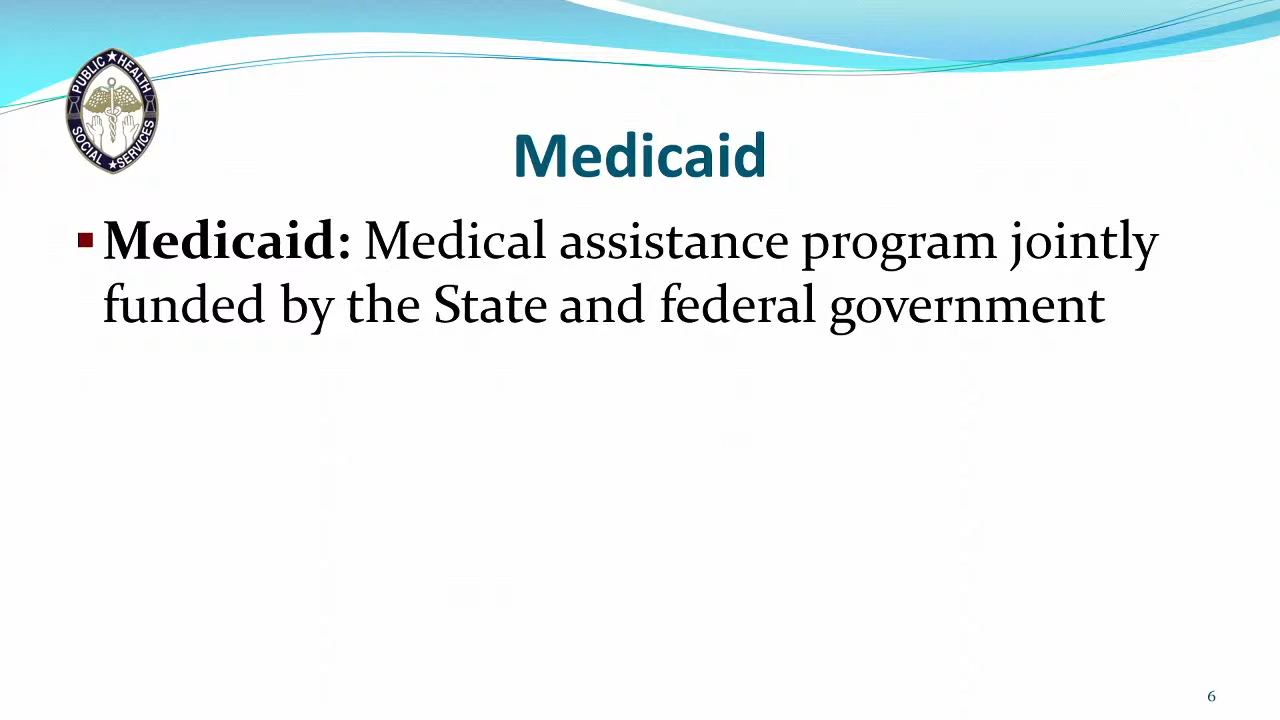 PUBLIC ★ HEALTH
SOCIAL ★ SERVICES
Medicaid
▪ Medicaid: Medical assistance program jointly
funded by the State and federal government
6